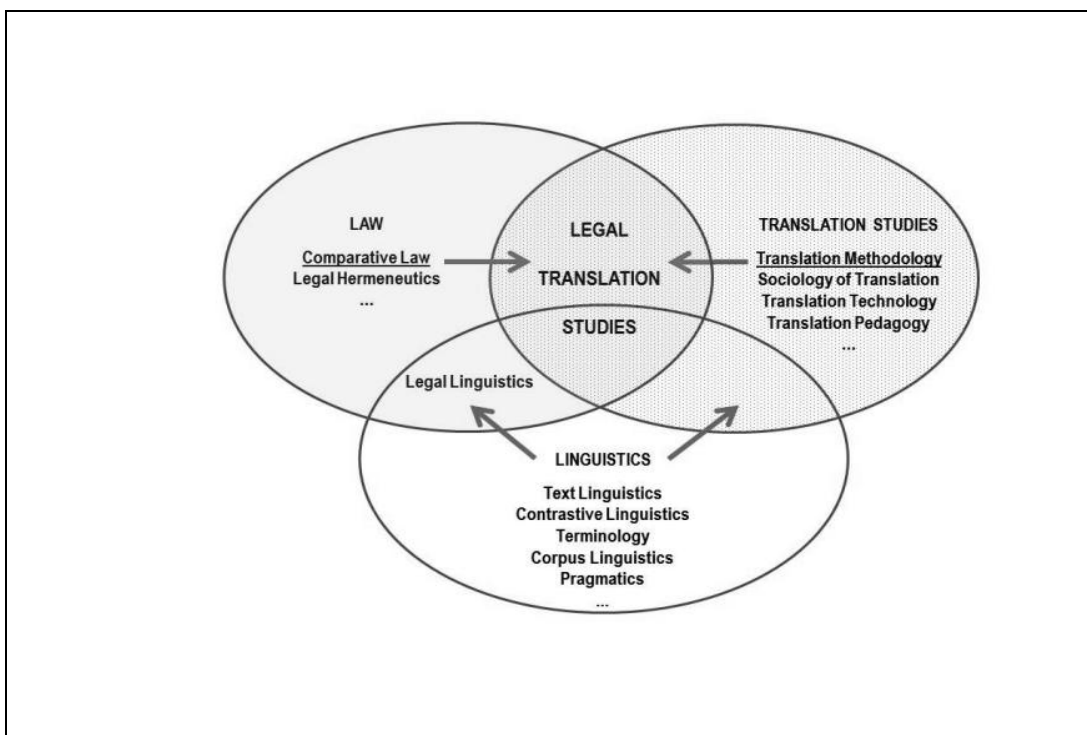 LAW
Comparative Law
Legal Hermeneutics
...
LEGAL
TRANSLATION
STUDIES
TRANSLATION STUDIES
Translation Methodology
Sociology of Translation
Translation Technology
Translation Pedagogy
...
Legal Linguistics
LINGUISTICS
Text Linguistics
Contrastive Linguistics
Terminology
Corpus Linguistics
Pragmatics
...